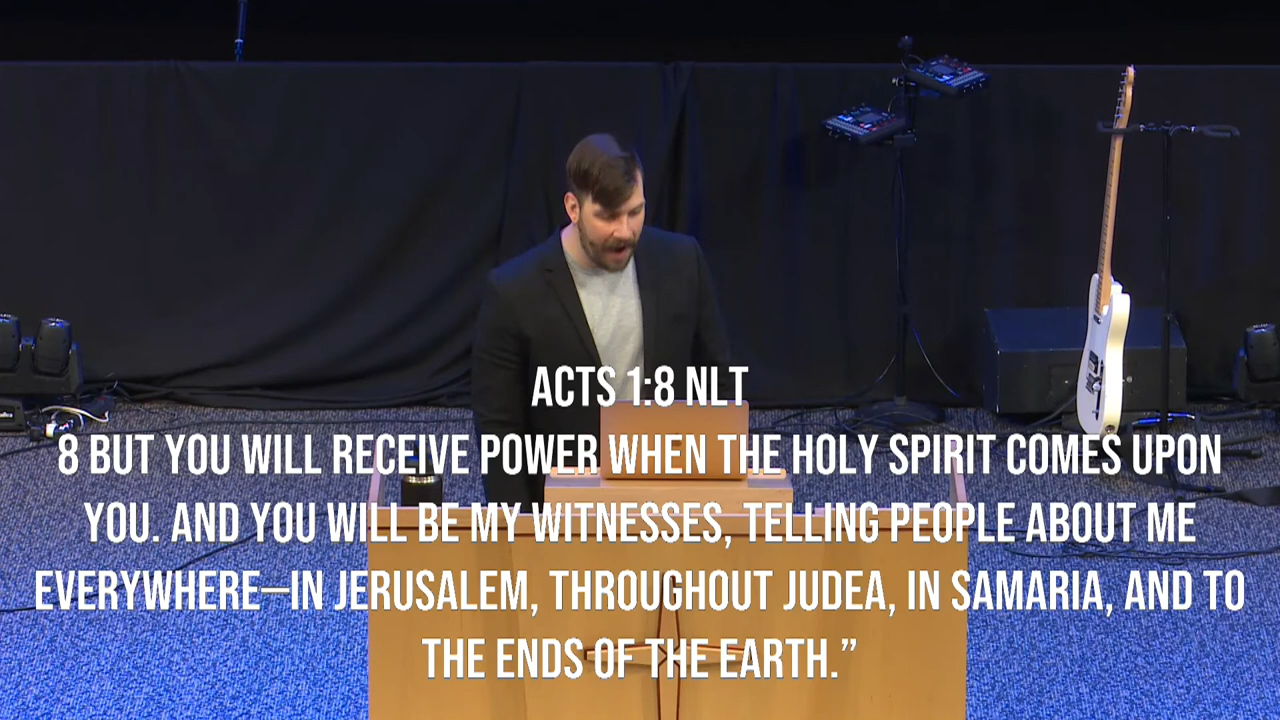 ACTS 1:8 NLT
8 BUT YOU WILL RECEIVE POWER WHEN THE HOLY SPIRIT COMES UPON
YOU. AND YOU WILL BE MY WITNESSES, TELLING PEOPLE ABOUT ME
EVERYWHERE—IN JERUSALEM, THROUGHOUT JUDEA, IN SAMARIA, AND TO
THE ENDS OF THE EARTH.”